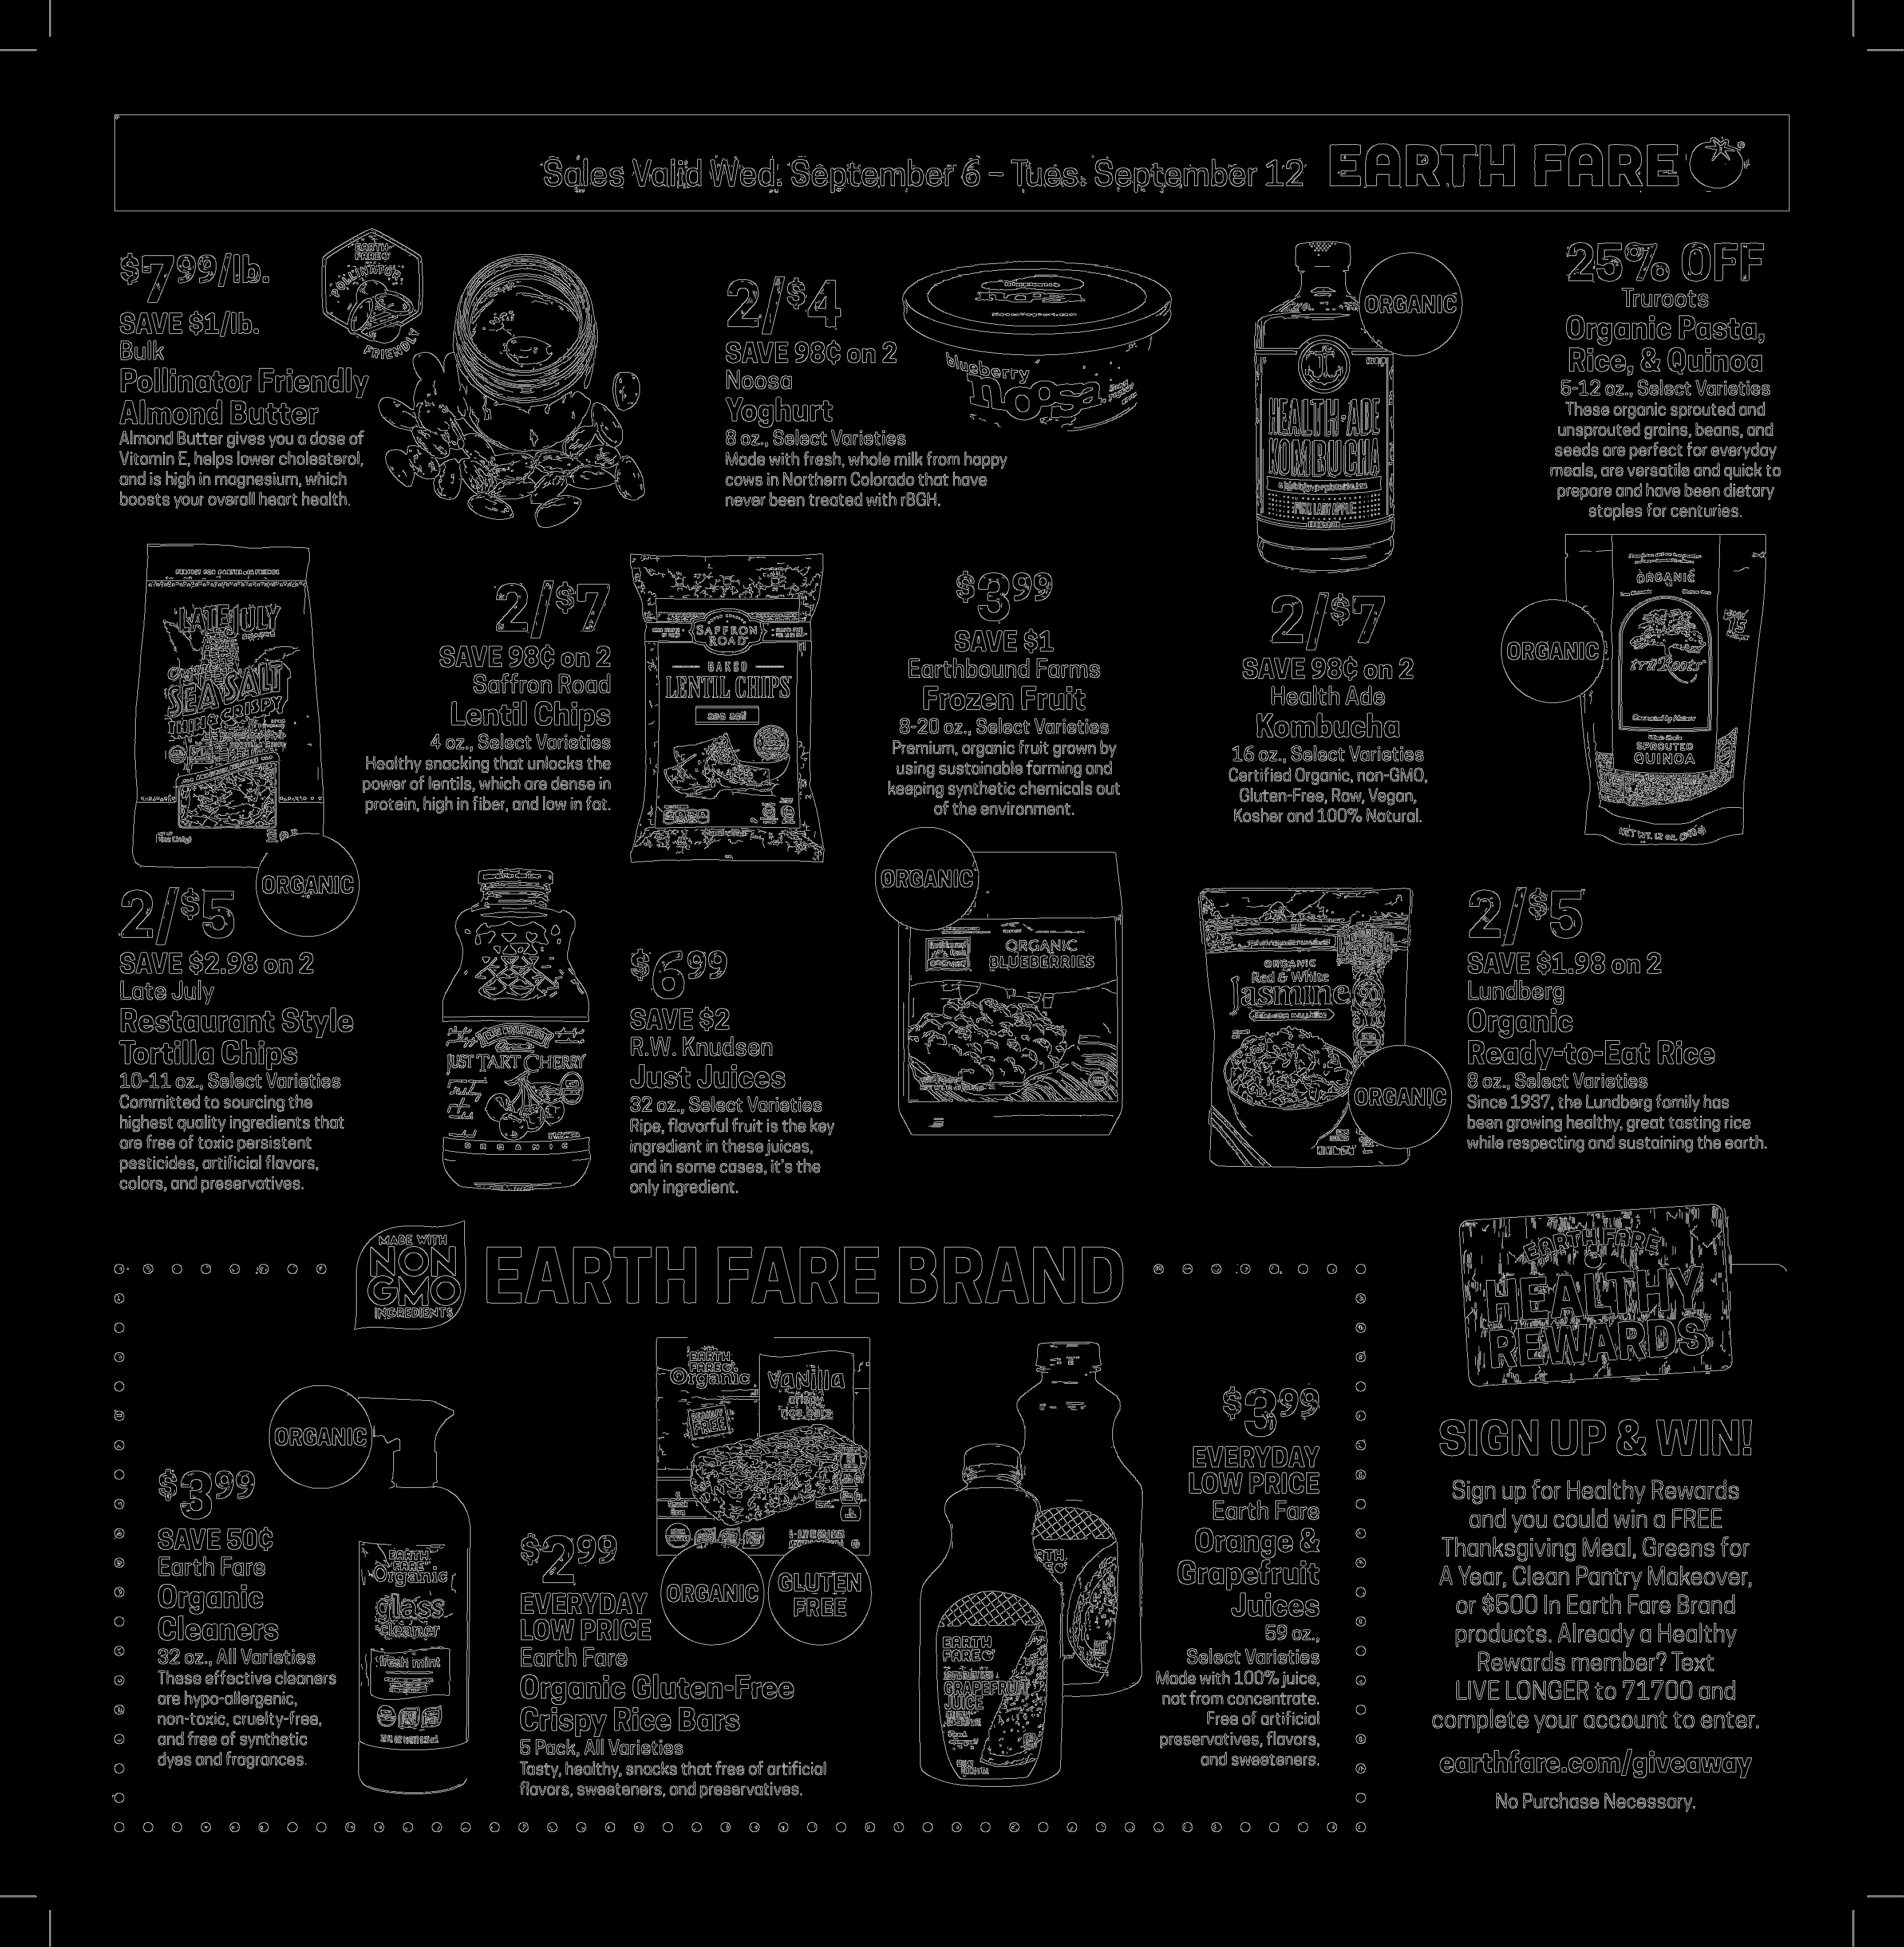 Sales Valid Wed. September 6 – Tues. September 12 EARTH FARE
$7.99/lb.
SAVE $1/lb.
Bulk
Pollinator Friendly
Almond Butter
Almond Butter gives you a dose of
Vitamin E, helps lower cholesterol,
and is high in magnesium, which
boosts your overall heart health.
EARTH
FARE
POLLINATOR
FRIENDLY
2/$4
SAVE 98¢ on 2
Noosa
Yoghurt
8 oz., Select Varieties
Made with fresh, whole milk from happy
cows in Northern Colorado that have
never been treated with rBGH.
blueberry
noosa
ORGANIC
HEALTH-ADE
KOMBUCHA
PINK LADY APPLE
25% OFF
Truroots
Organic Pasta,
Rice, & Quinoa
5-12 oz., Select Varieties
These organic sprouted and
unsprouted grains, beans, and
seeds are perfect for everyday
meals, are versatile and quick to
prepare and have been dietary
staples for centuries.
PERFECT FOR PARTIES
LATE JULY
SEA SALT
THIN & CRISPY
ORGANIC
2/$7
SAVE 98¢ on 2
Saffron Road
Lentil Chips
4 oz., Select Varieties
Healthy snacking that unlocks the
power of lentils, which are dense in
protein, high in fiber, and low in fat.
SAFFRON
ROAD
BAKED
LENTIL CHIPS
sea salt
$3.99
SAVE $1
Earthbound Farms
Frozen Fruit
8-20 oz., Select Varieties
Premium, organic fruit grown by
using sustainable farming and
keeping synthetic chemicals out
of the environment.
2/$7
SAVE 98¢ on 2
Health Ade
Kombucha
16 oz., Select Varieties
Certified Organic, non-GMO,
Gluten-Free, Raw, Vegan,
Kosher and 100% Natural.
ORGANIC
ORGANIC
truRoots
SPROUTED
QUINOA
NET WT. 12 oz.
2/$5
SAVE $2.98 on 2
Late July
Restaurant Style
Tortilla Chips
10-11 oz., Select Varieties
Committed to sourcing the
highest quality ingredients that
are free of toxic persistent
pesticides, artificial flavors,
colors, and preservatives.
JUST TART CHERRY
ORGANIC
$6.99
SAVE $2
R.W. Knudsen
Just Juices
32 oz., Select Varieties
Ripe, flavorful fruit is the key
ingredient in these juices,
and in some cases, it's the
only ingredient.
ORGANIC
ORGANIC
BLUEBERRIES
ORGANIC
Red & White
Jasmine
ORGANIC
2/$5
SAVE $1.98 on 2
Lundberg
Organic
Ready-to-Eat Rice
8 oz., Select Varieties
Since 1937, the Lundberg family has
been growing healthy, great tasting rice
while respecting and sustaining the earth.
MADE WITH
NON
GMO
INGREDIENTS
EARTH FARE BRAND
ORGANIC
$3.99
SAVE 50¢
Earth Fare
Organic
Cleaners
32 oz., All Varieties
These effective cleaners
are hypo-allergenic,
non-toxic, cruelty-free,
and free of synthetic
dyes and fragrances.
EARTH
FARE
Organic
glass
cleaner
fresh mint
EARTH
FARE
Organic
vanilla
crispy
rice bars
PEANUT
FREE
ORGANIC
GLUTEN
FREE
$2.99
EVERYDAY
LOW PRICE
Earth Fare
Organic Gluten-Free
Crispy Rice Bars
5 Pack, All Varieties
Tasty, healthy, snacks that free of artificial
flavors, sweeteners, and preservatives.
EARTH
FARE
GRAPEFRUIT
JUICE
$3.99
EVERYDAY
LOW PRICE
Earth Fare
Orange &
Grapefruit
Juices
59 oz.,
Select Varieties
Made with 100% juice,
not from concentrate.
Free of artificial
preservatives, flavors,
and sweeteners.
EARTH FARE
HEALTHY
REWARDS
SIGN UP & WIN!
Sign up for Healthy Rewards
and you could win a FREE
Thanksgiving Meal, Greens for
A Year, Clean Pantry Makeover,
or $500 In Earth Fare Brand
products. Already a Healthy
Rewards member? Text
LIVE LONGER to 71700 and
complete your account to enter.
earthfare.com/giveaway
No Purchase Necessary.